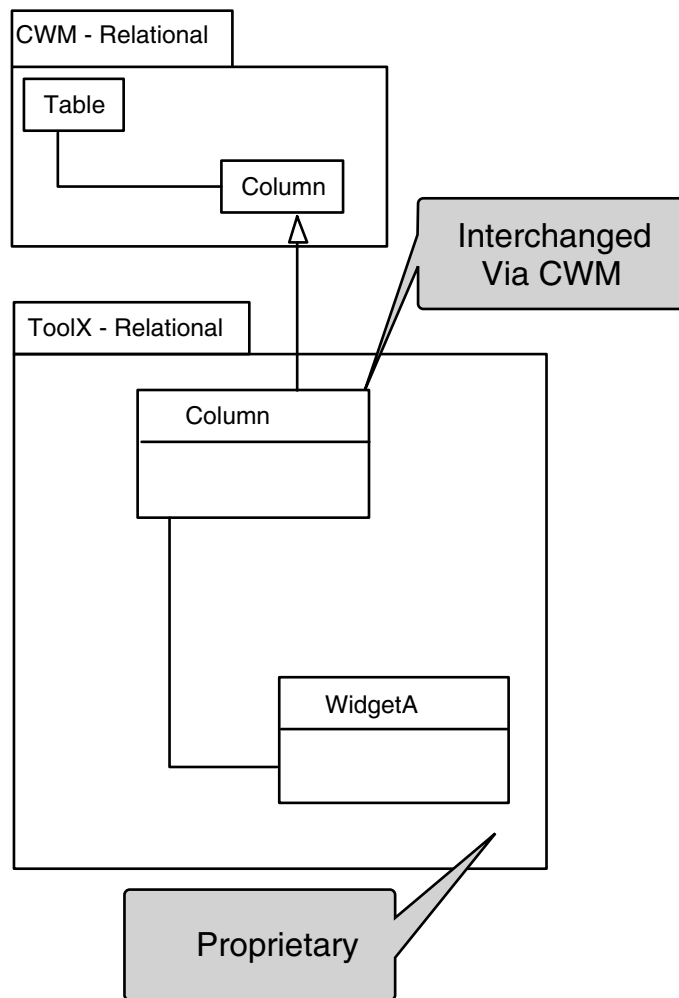 CWM - Relational
Table
Column
Interchanged
Via CWM
ToolX - Relational
Column
WidgetA
Proprietary